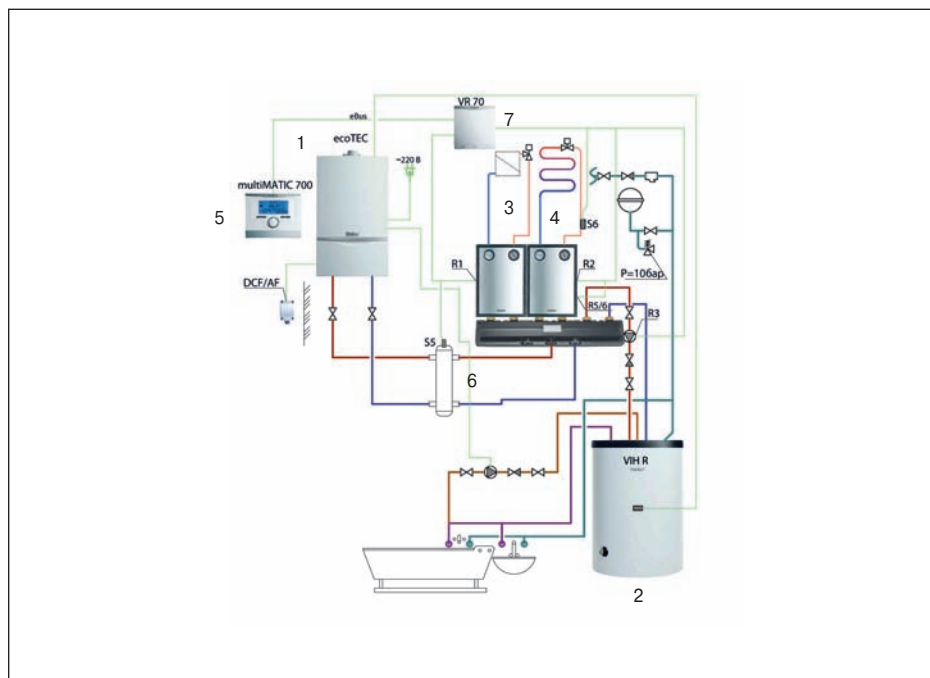 VR 70
7
eBus
1
ecoTEC
~220 В
multiMATIC 700
3
4
5
S6
R1
R2
P=10бар
DCF/AF
R5/6
R3
S5
6
VIH R
2